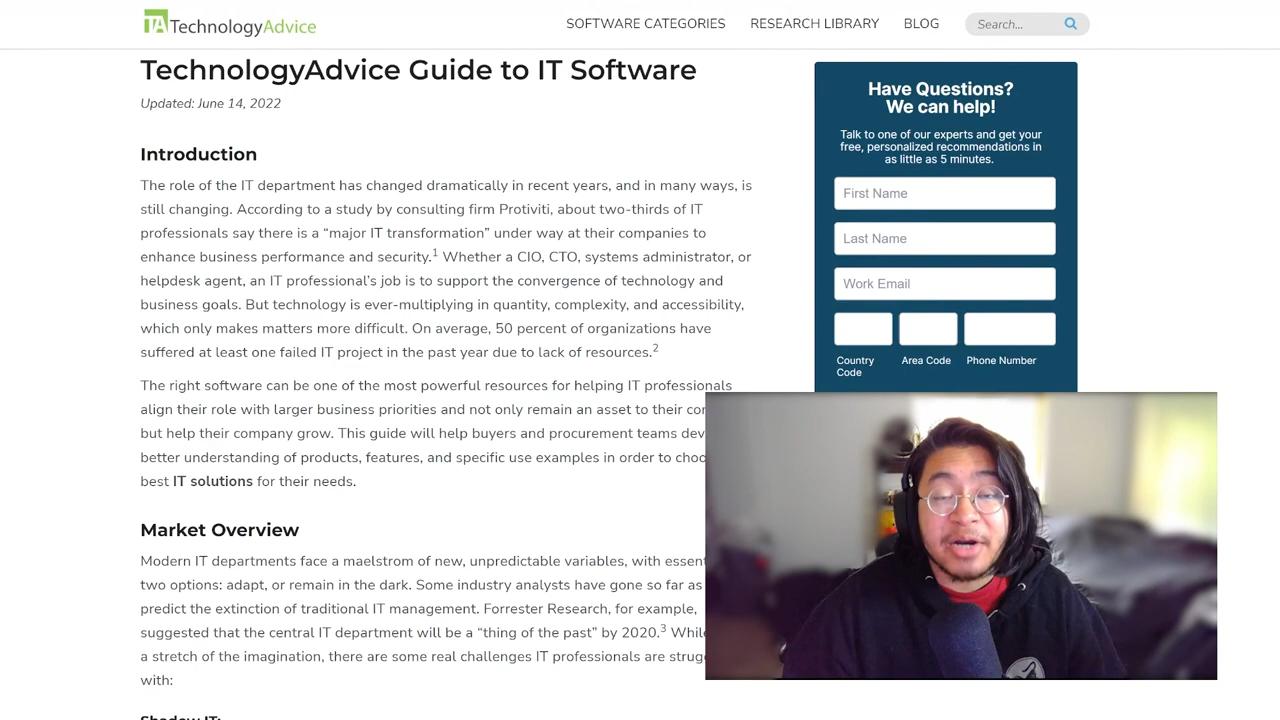 TA TechnologyAdvice
SOFTWARE CATEGORIES
RESEARCH LIBRARY
BLOG
Search...
TechnologyAdvice Guide to IT Software
Updated: June 14, 2022
Introduction
The role of the IT department has changed dramatically in recent years, and in many ways, is
still changing. According to a study by consulting firm Protiviti, about two-thirds of IT
professionals say there is a “major IT transformation” under way at their companies to
enhance business performance and security.1 Whether a CIO, CTO, systems administrator, or
helpdesk agent, an IT professional’s job is to support the convergence of technology and
business goals. But technology is ever-multiplying in quantity, complexity, and accessibility,
which only makes matters more difficult. On average, 50 percent of organizations have
suffered at least one failed IT project in the past year due to lack of resources.2
The right software can be one of the most powerful resources for helping IT professionals
align their role with larger business priorities and not only remain an asset to their
but help their company grow. This guide will help buyers and procurement teams
better understanding of products, features, and specific use examples in order to
best IT solutions for their needs.
Market Overview
Modern IT departments face a maelstrom of new, unpredictable variables, with
two options: adapt, or remain in the dark. Some industry analysts have gone so far as
predict the extinction of traditional IT management. Forrester Research, for example,
suggested that the central IT department will be a “thing of the past” by 2020.3
a stretch of the imagination, there are some real challenges IT professionals are
with:
Shadow IT:
Have Questions?
We can help!
Talk to one of our experts and get your
free, personalized recommendations in
as little as 5 minutes.
First Name
Last Name
Work Email
Country
Code
Area Code
Phone Number